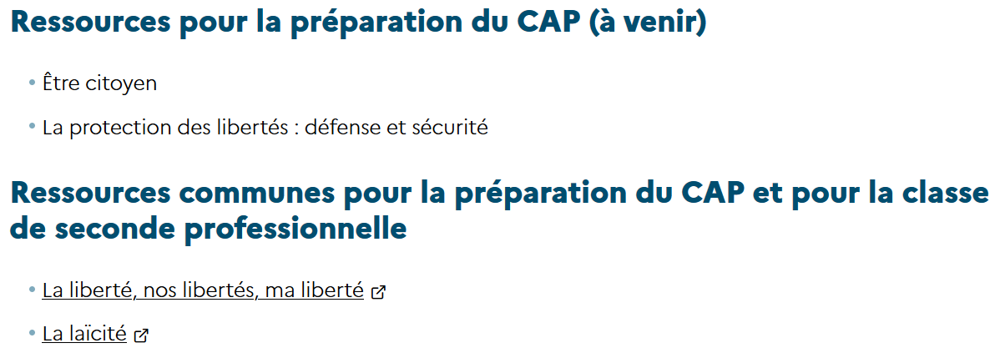 Ressources pour la préparation du CAP (à venir)
• Être citoyen
• La protection des libertés : défense et sécurité
Ressources communes pour la préparation du CAP et pour la classe
de seconde professionnelle
• La liberté, nos libertés, ma liberté
• La laïcité